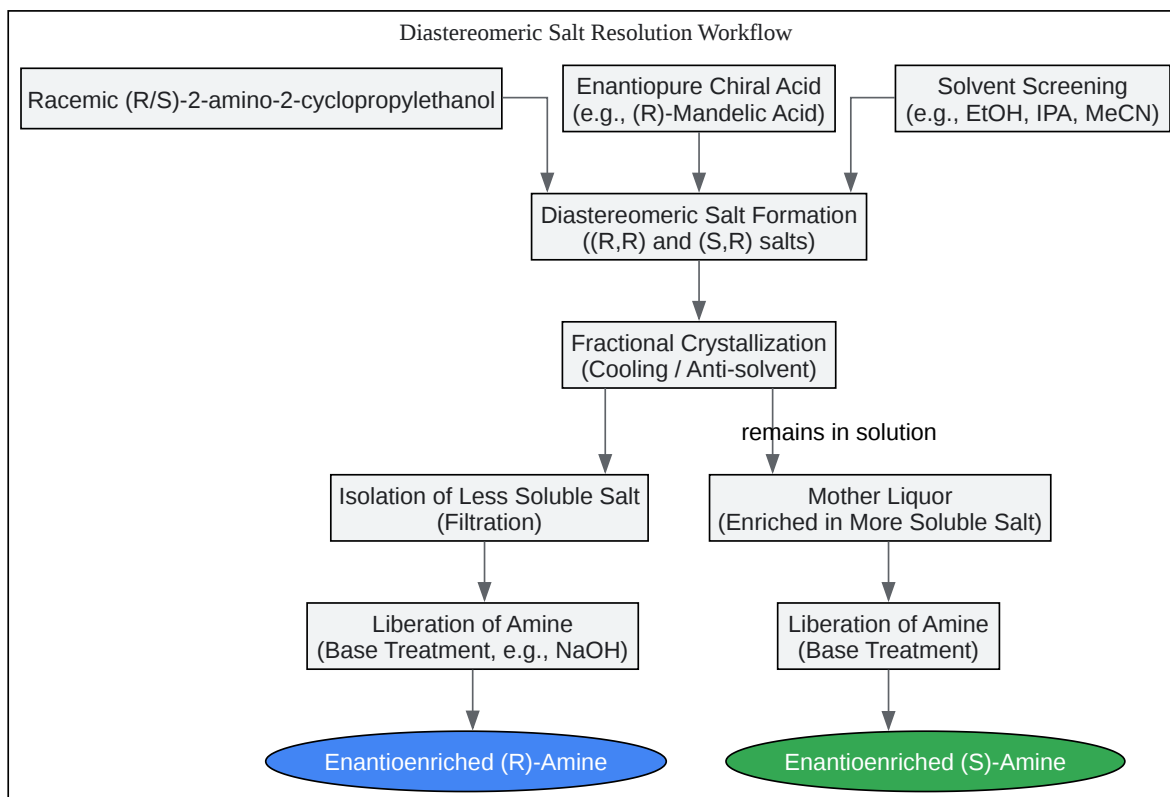 Diastereomeric Salt Resolution Workflow
Racemic (R/S)-2-amino-2-cyclopropylethanol
Enantiopure Chiral Acid
(e.g., (R)-Mandelic Acid)
Solvent Screening
(e.g., EtOH, IPA, MeCN)
Diastereomeric Salt Formation
((R,R) and (S,R) salts)
Fractional Crystallization
(Cooling / Anti-solvent)
remains in solution
Isolation of Less Soluble Salt
(Filtration)
Mother Liquor
(Enriched in More Soluble Salt)
Liberation of Amine
(Base Treatment, e.g., NaOH)
Liberation of Amine
(Base Treatment)
Enantioenriched (R)-Amine
Enantioenriched (S)-Amine